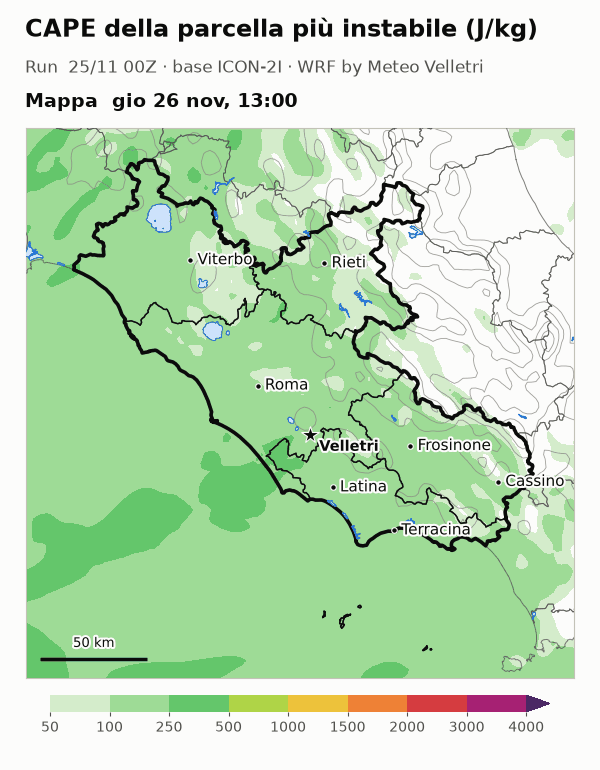 CAPE della parcella più instabile (J/kg)
Run 25/11 00Z · base ICON-2I · WRF by Meteo Velletri
Mappa gio 26 nov, 13:00
Viterbo
Rieti
Roma
Velletri
Frosinone
Cassino
Latina
Terracina
50 km
50 100 250 500 1000 1500 2000 3000 4000